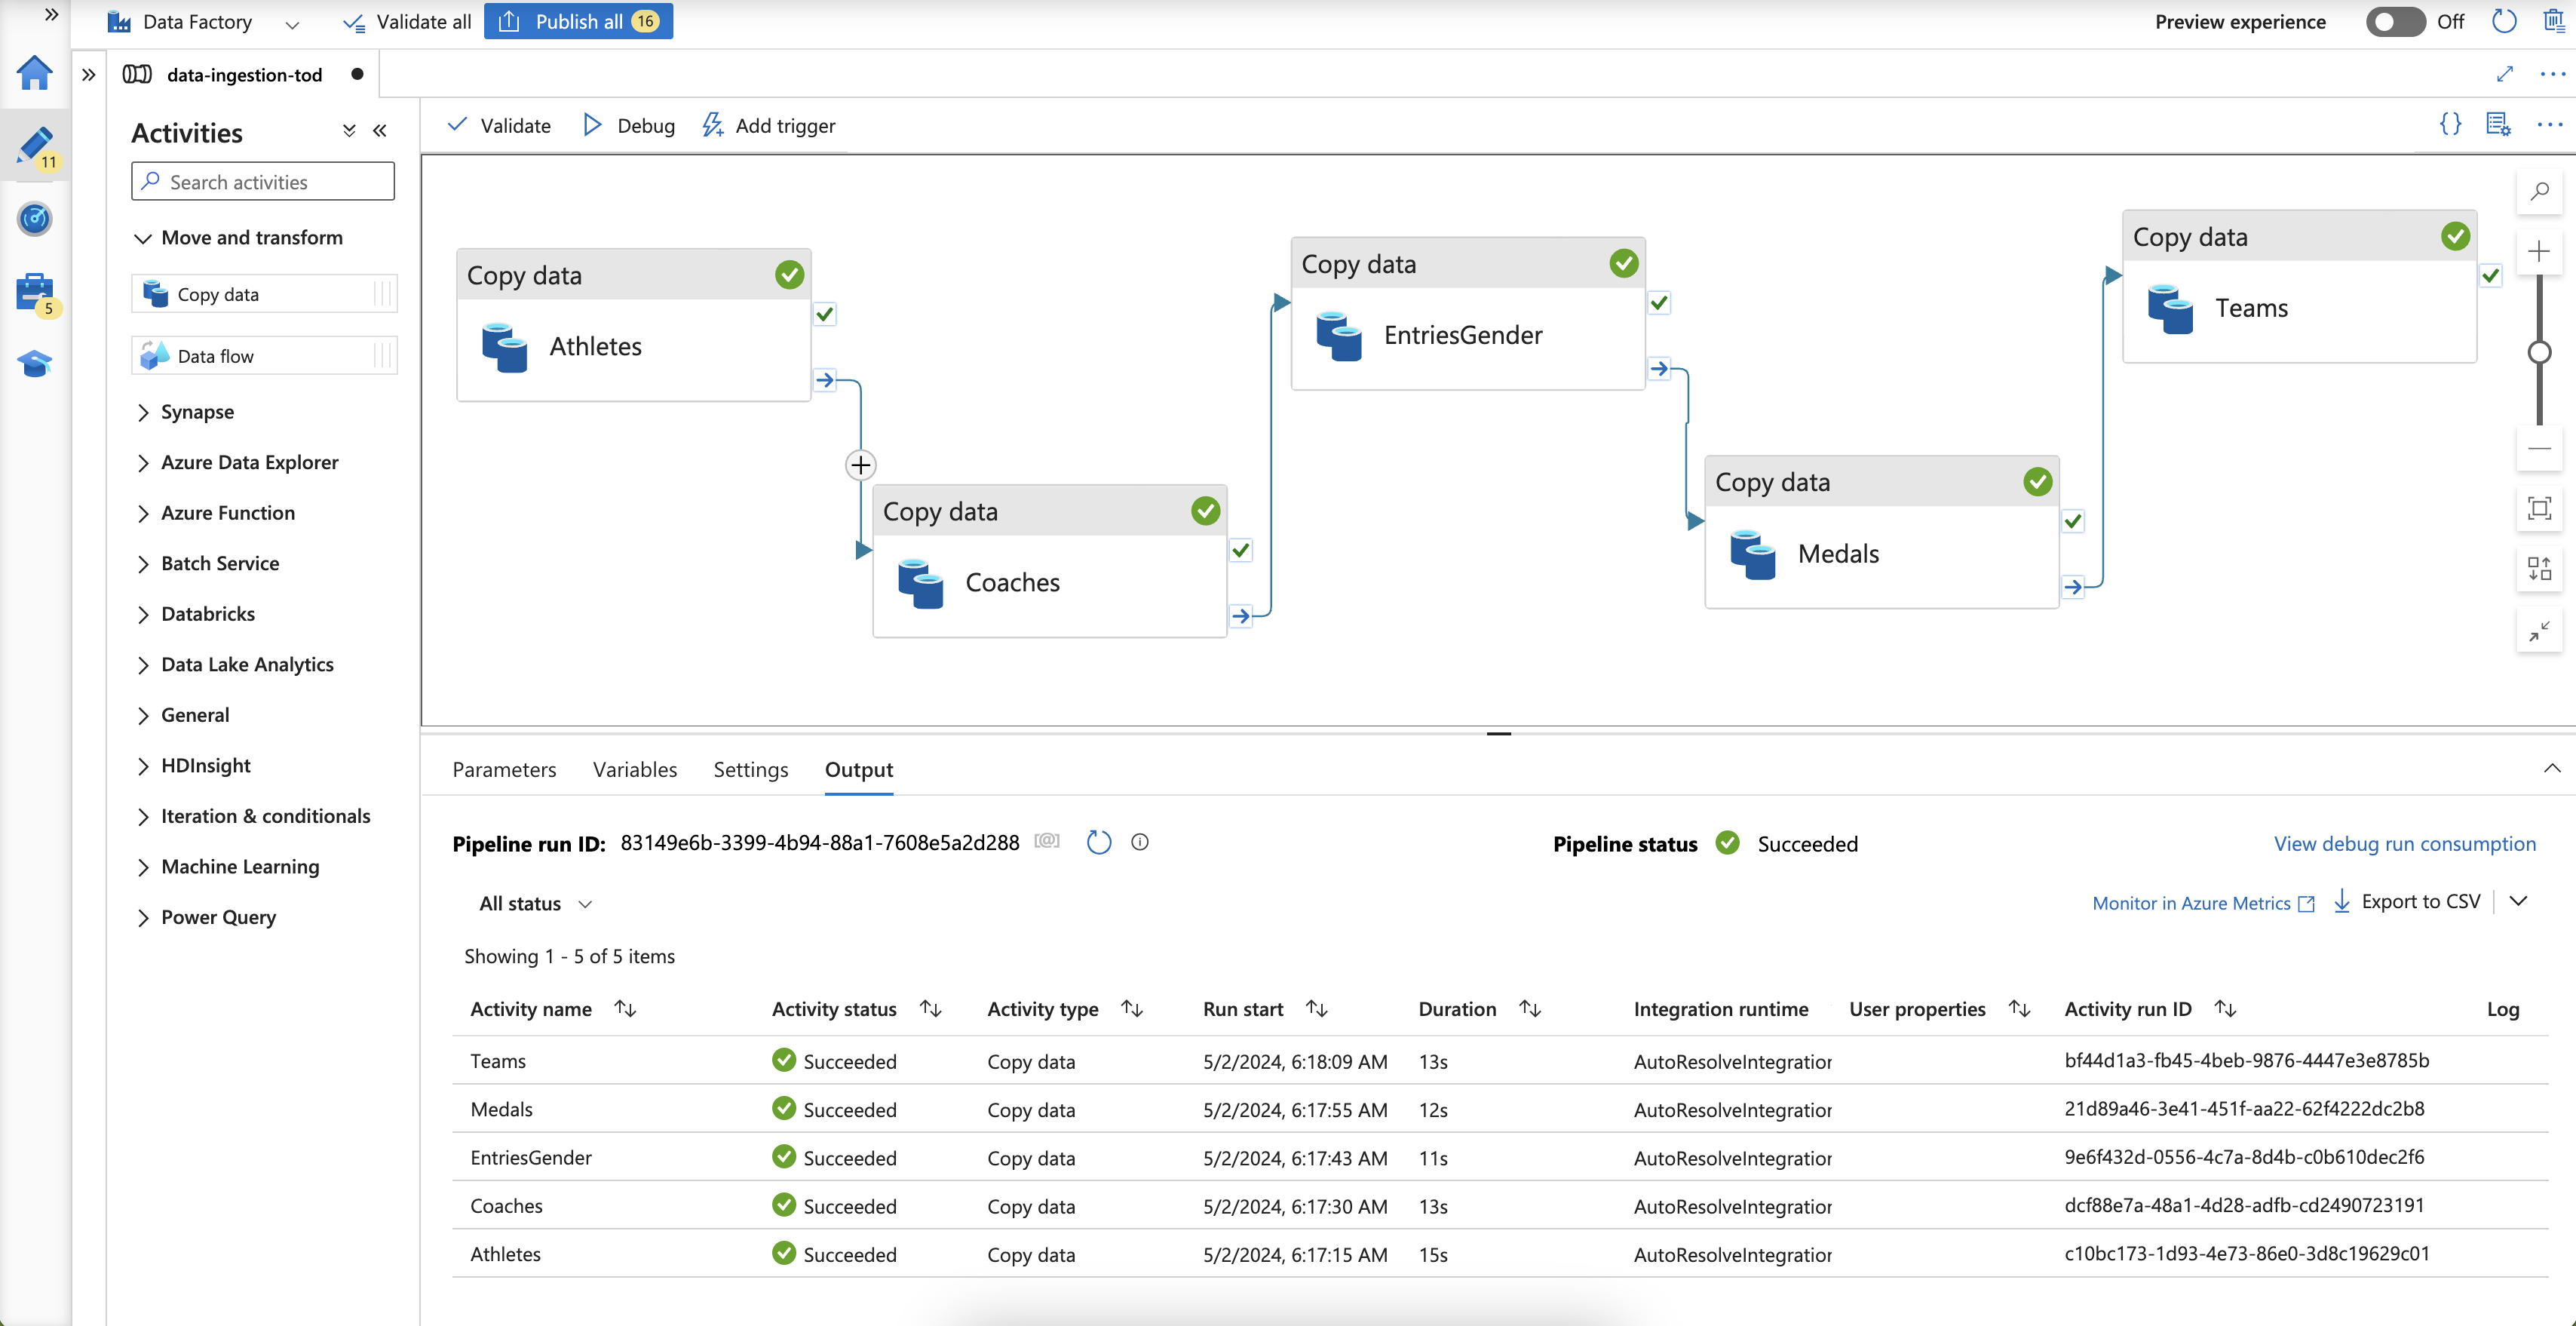 Data Factory
Validate all
Publish all 16
Preview experience
Off
data-ingestion-tod
Activities
Search activities
Move and transform
Copy data
Data flow
Synapse
Azure Data Explorer
Azure Function
Batch Service
Databricks
Data Lake Analytics
General
HDInsight
Iteration & conditionals
Machine Learning
Power Query
11
5
Validate
Debug
Add trigger
Copy data
Athletes
Copy data
Coaches
Copy data
EntriesGender
Copy data
Medals
Copy data
Teams
Parameters Variables Settings Output
Pipeline run ID: 83149e6b-3399-4b94-88a1-7608e5a2d288 [@]
Pipeline status Succeeded
View debug run consumption
All status
Monitor in Azure Metrics
Export to CSV
Showing 1 - 5 of 5 items
Activity name Activity status Activity type Run start Duration Integration runtime User properties Activity run ID Log
Teams Succeeded Copy data 5/2/2024, 6:18:09 AM 13s AutoResolveIntegration bf44d1a3-fb45-4beb-9876-4447e3e8785b
Medals Succeeded Copy data 5/2/2024, 6:17:55 AM 12s AutoResolveIntegration 21d89a46-3e41-451f-aa22-62f4222dc2b8
EntriesGender Succeeded Copy data 5/2/2024, 6:17:43 AM 11s AutoResolveIntegration 9e6f432d-0556-4c7a-8d4b-c0b610dec2f6
Coaches Succeeded Copy data 5/2/2024, 6:17:30 AM 13s AutoResolveIntegration dcf88e7a-48a1-4d28-adfb-cd2490723191
Athletes Succeeded Copy data 5/2/2024, 6:17:15 AM 15s AutoResolveIntegration c10bc173-1d93-4e73-86e0-3d8c19629c01